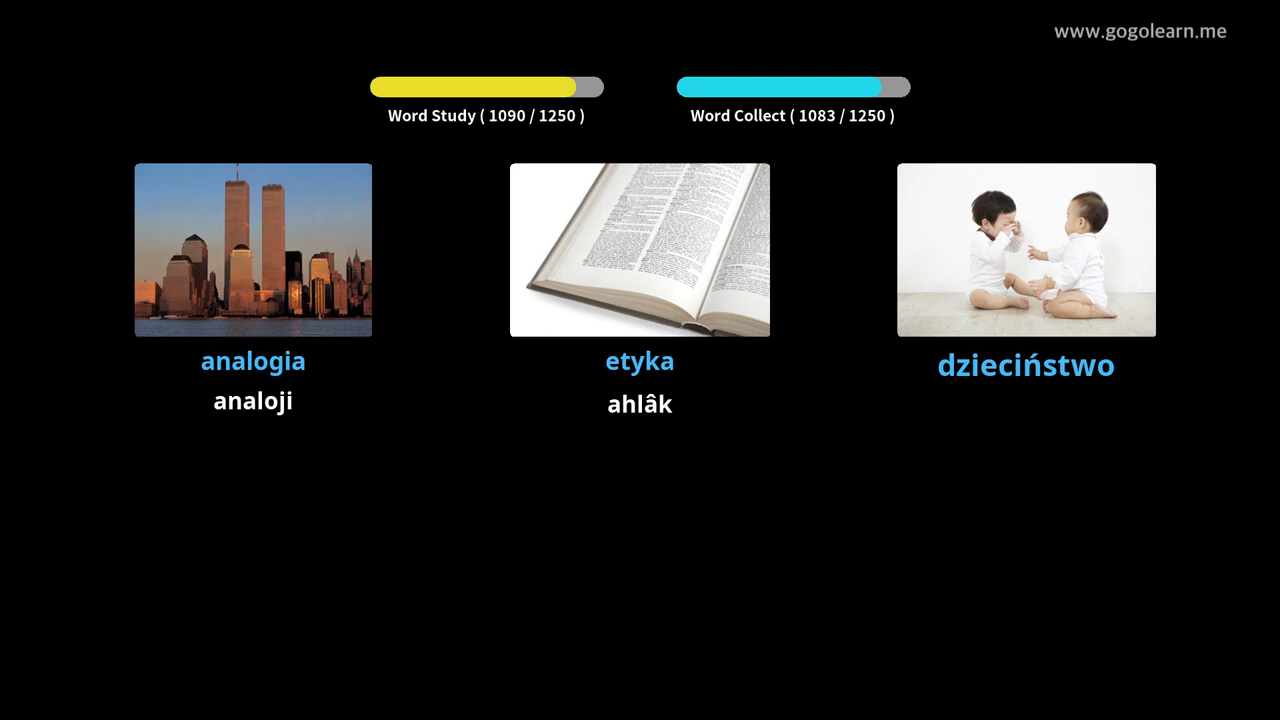 www.gogolearn.me
Word Study ( 1090 / 1250 )
Word Collect ( 1083 / 1250 )
analogia
analoji
etyka
ahlâk
dzieciństwo